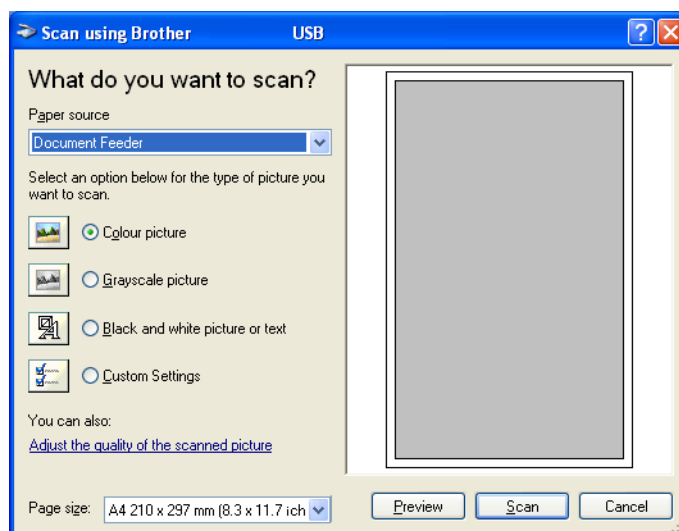 Scan using Brother USB
What do you want to scan?
Paper source
Document Feeder
Select an option below for the type of picture you
want to scan.
Colour picture
Grayscale picture
Black and white picture or text
Custom Settings
You can also:
Adjust the quality of the scanned picture
Page size: A4 210 x 297 mm (8.3 x 11.7 ich
Preview Scan Cancel